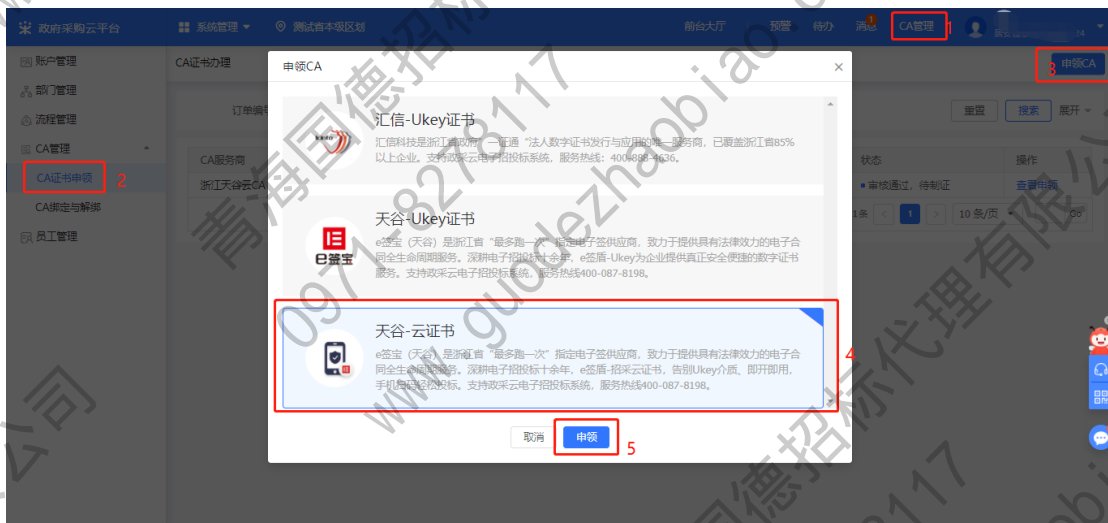 政府采购云平台
系统管理
测试省本级区划
前台大厅
预警
待办
消息
1
CA管理
1
账户管理
部门管理
流程管理
CA管理
CA证书申领
2
CA绑定与解绑
员工管理
CA证书办理
申领CA
3
订单编号
重置
搜索
展开
CA服务商
状态
操作
浙江天谷云CA
审核通过，待制证
查看申领
1
10 条/页
Go
申领CA
×
汇信-Ukey证书
汇信科技是浙江省政府“一证通“法人数字证书发行与应用的唯一服务商，已覆盖浙江省85%
以上企业。支持政采云电子招投标系统，服务热线：400-888-4636。
天谷-Ukey证书
e签宝（天谷）是浙江省“最多跑一次”指定电子签供应商，致力于提供具有法律效力的电子合
同全生命周期服务。深耕电子招投标十余年，e签盾-Ukey为企业提供真正安全便捷的数字证书
服务。支持政采云电子招投标系统，服务热线400-087-8198。
e签宝
天谷-云证书
e签宝（天谷）是浙江省“最多跑一次”指定电子签供应商，致力于提供具有法律效力的电子合
同全生命周期服务。深耕电子招投标十余年，e签盾-招采云证书，告别Ukey介质、即开即用，
手机扫码轻松投标。支持政采云电子招投标系统，服务热线400-087-8198。
4
取消
申领
5
青海国德招标代理有限公司
0971-8278117
www.guodezhaobiao